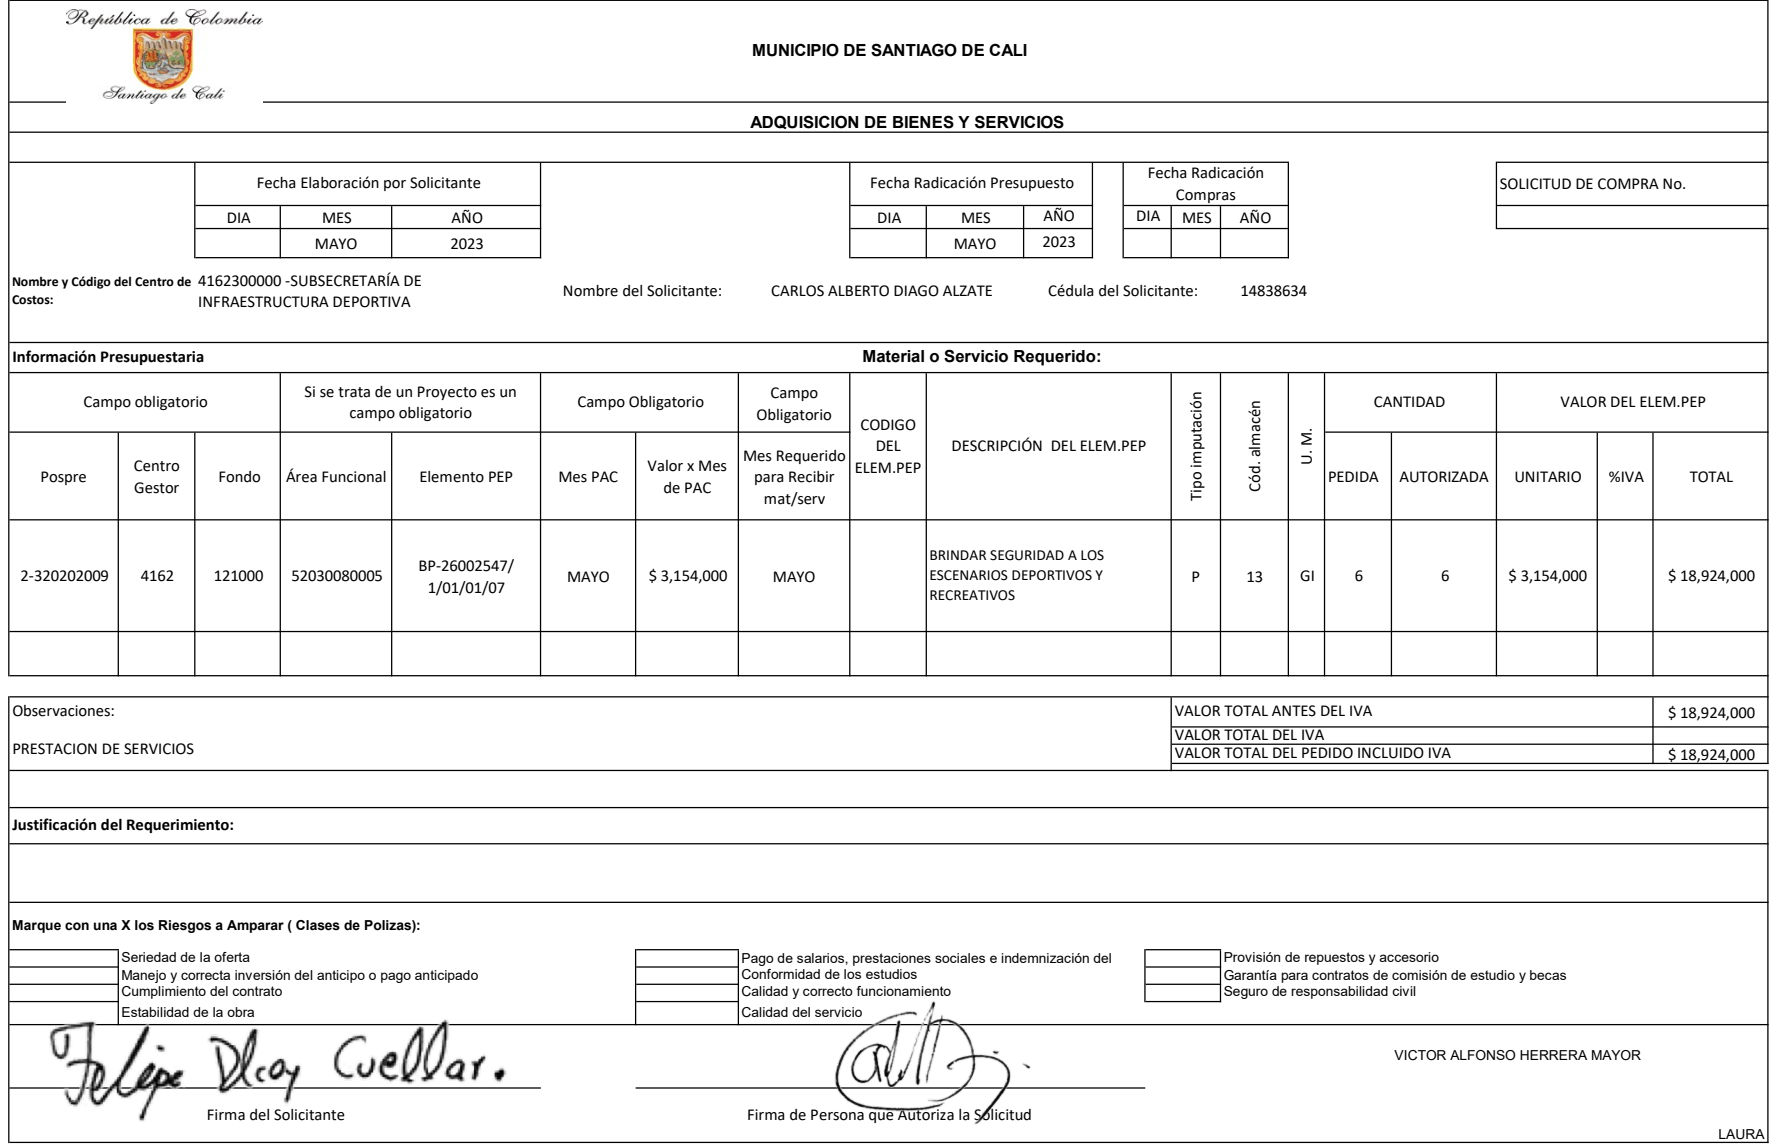 República de Colombia
Santiago de Cali
MUNICIPIO DE SANTIAGO DE CALI
ADQUISICION DE BIENES Y SERVICIOS
Fecha Elaboración por Solicitante
DIA MES AÑO
MAYO 2023
Fecha Radicación Presupuesto
DIA MES AÑO
MAYO 2023
Fecha Radicación
Compras
DIA MES AÑO
SOLICITUD DE COMPRA No.
Nombre y Código del Centro de
Costos:
4162300000 -SUBSECRETARÍA DE
INFRAESTRUCTURA DEPORTIVA
Nombre del Solicitante: CARLOS ALBERTO DIAGO ALZATE Cédula del Solicitante: 14838634
Información Presupuestaria Material o Servicio Requerido:
Campo obligatorio
Si se trata de un Proyecto es un
campo obligatorio
Campo Obligatorio
Campo
Obligatorio
CODIGO
DEL
ELEM.PEP
DESCRIPCIÓN DEL ELEM.PEP
Tipo imputación
Cód. almacén
U. M.
CANTIDAD
VALOR DEL ELEM.PEP
Pospre
Centro
Gestor
Fondo
Área Funcional
Elemento PEP
Mes PAC
Valor x Mes
de PAC
Mes Requerido
para Recibir
mat/serv
PEDIDA AUTORIZADA UNITARIO %IVA TOTAL
2-320202009 4162 121000 52030080005
BP-26002547/
1/01/01/07
MAYO $ 3,154,000 MAYO
BRINDAR SEGURIDAD A LOS
ESCENARIOS DEPORTIVOS Y
RECREATIVOS
P 13 GI 6 6 $ 3,154,000 $ 18,924,000
Observaciones:
PRESTACION DE SERVICIOS
VALOR TOTAL ANTES DEL IVA $ 18,924,000
VALOR TOTAL DEL IVA
VALOR TOTAL DEL PEDIDO INCLUIDO IVA $ 18,924,000
Justificación del Requerimiento:
Marque con una X los Riesgos a Amparar ( Clases de Polizas):
Seriedad de la oferta
Manejo y correcta inversión del anticipo o pago anticipado
Cumplimiento del contrato
Estabilidad de la obra
Pago de salarios, prestaciones sociales e indemnización del
Conformidad de los estudios
Calidad y correcto funcionamiento
Calidad del servicio
Provisión de repuestos y accesorio
Garantía para contratos de comisión de estudio y becas
Seguro de responsabilidad civil
Felipe Cuellar.
VICTOR ALFONSO HERRERA MAYOR
Firma del Solicitante
Firma de Persona que Autoriza la Solicitud
LAURA